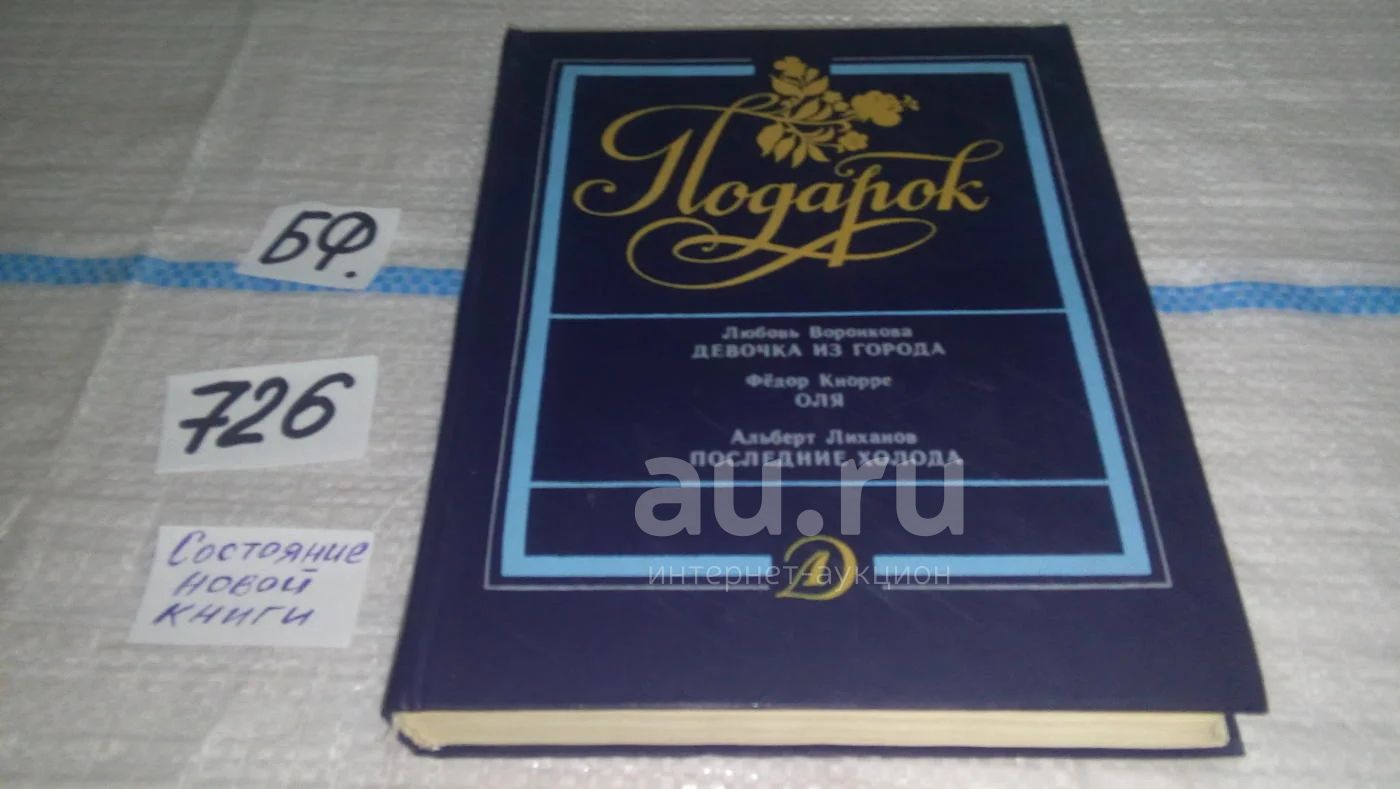 Подарок
Любовь Воронкова
ДЕВОЧКА ИЗ ГОРОДА
Фёдор Кнорре
ОЛЯ
Альберт Лиханов
ПОСЛЕДНИЕ ХОЛОДА
ДЛ
БФ.
726
Состояние
новой
книги
au.ru
интернет-аукцион